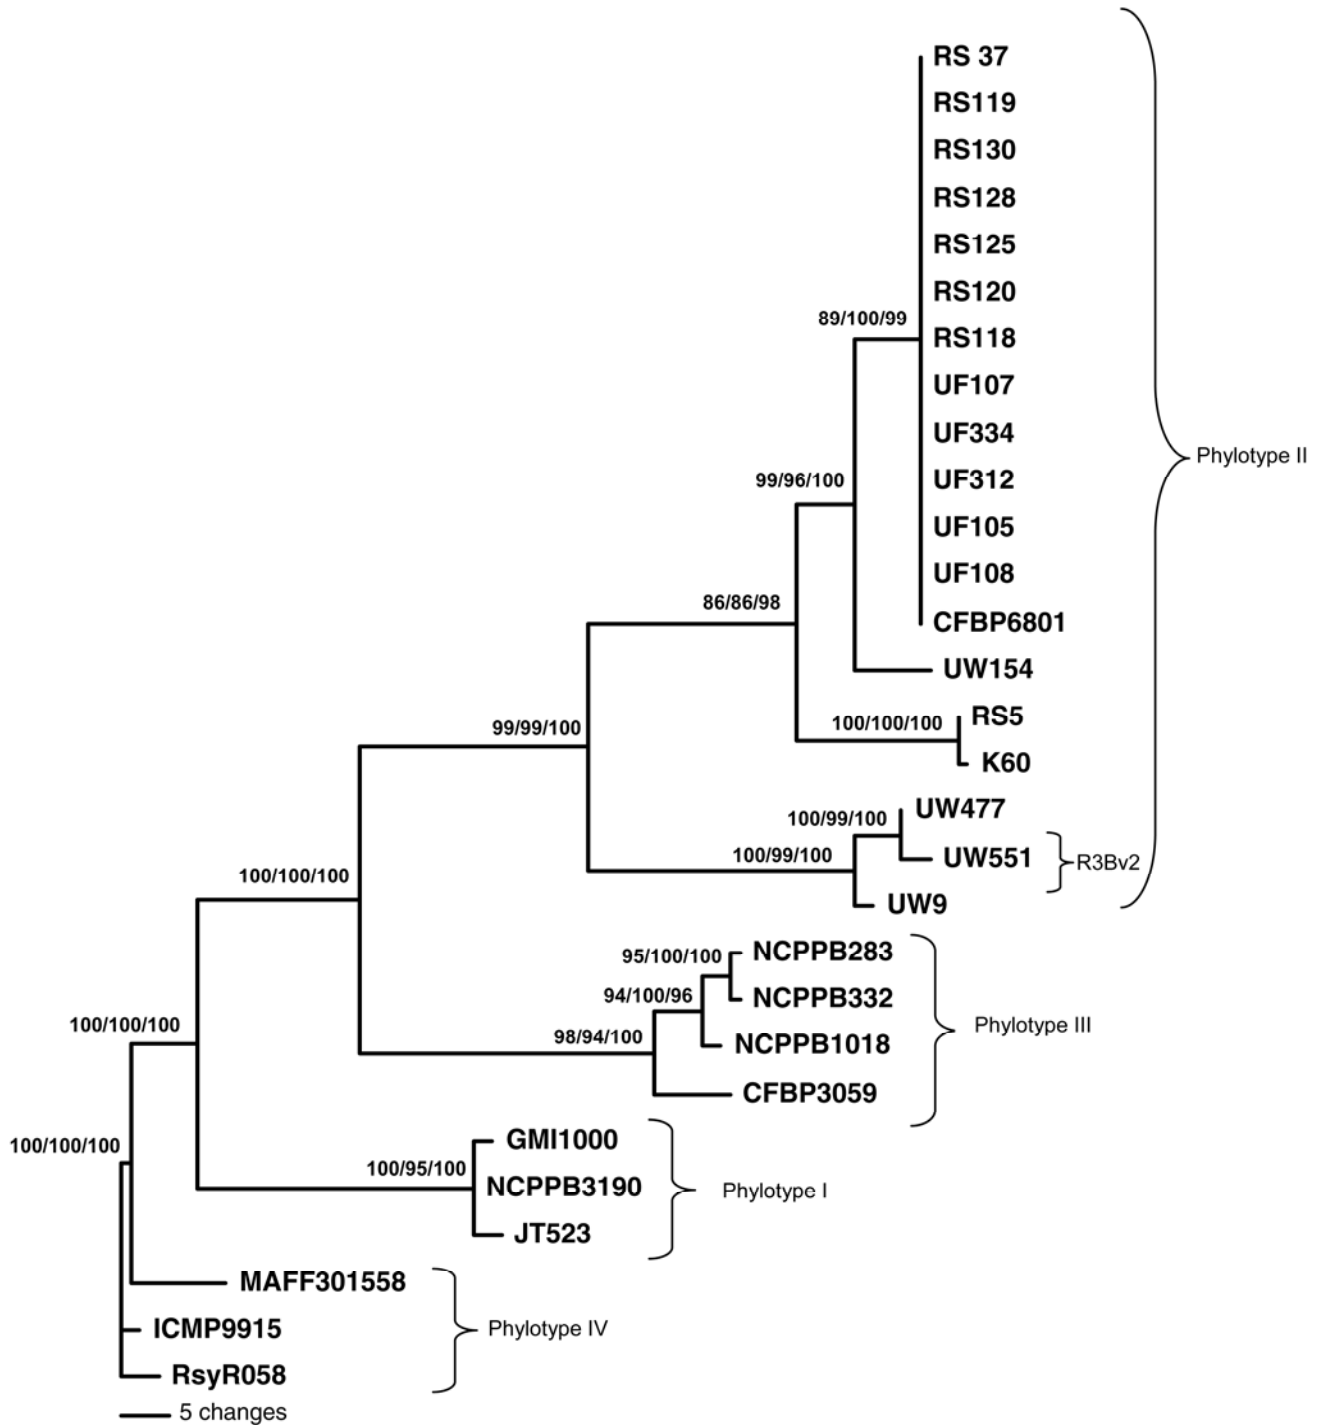 RS 37
RS119
RS130
RS128
RS125
RS120
89/100/99
RS118
UF107
UF334
Phylotype II
99/96/100
UF312
UF105
UF108
86/86/98
CFBP6801
UW154
RS5
100/100/100
99/99/100
K60
UW477
100/99/100
100/99/100
UW551
R3Bv2
100/100/100
UW9
NCPPB283
95/100/100
94/100/96
NCPPB332
100/100/100
Phylotype III
98/94/100
NCPPB1018
CFBP3059
GMI1000
100/100/100
100/95/100
NCPPB3190
Phylotype I
JT523
MAFF301558
ICMP9915
Phylotype IV
RsyR058
5 changes